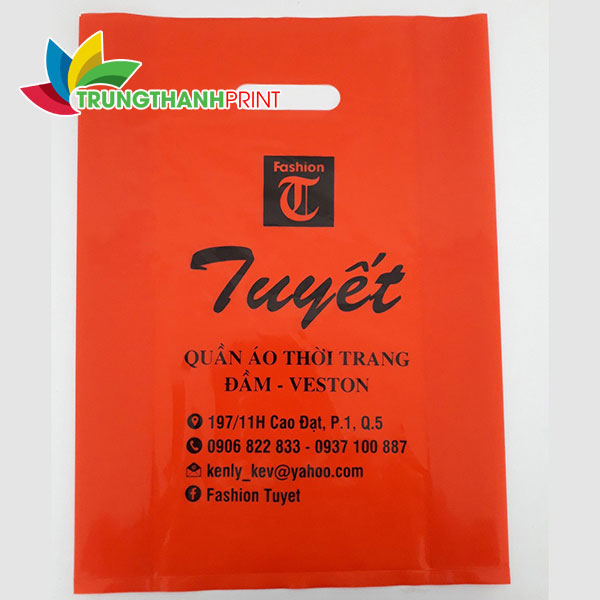 TRUNGTHANHPRINT
Fashion
T
Tuyết
QUẦN ÁO THỜI TRANG
ĐẦM - VESTON
197/11H Cao Đạt, P.1, Q.5
0906 822 833 - 0937 100 887
kenly_kev@yahoo.com
Fashion Tuyet